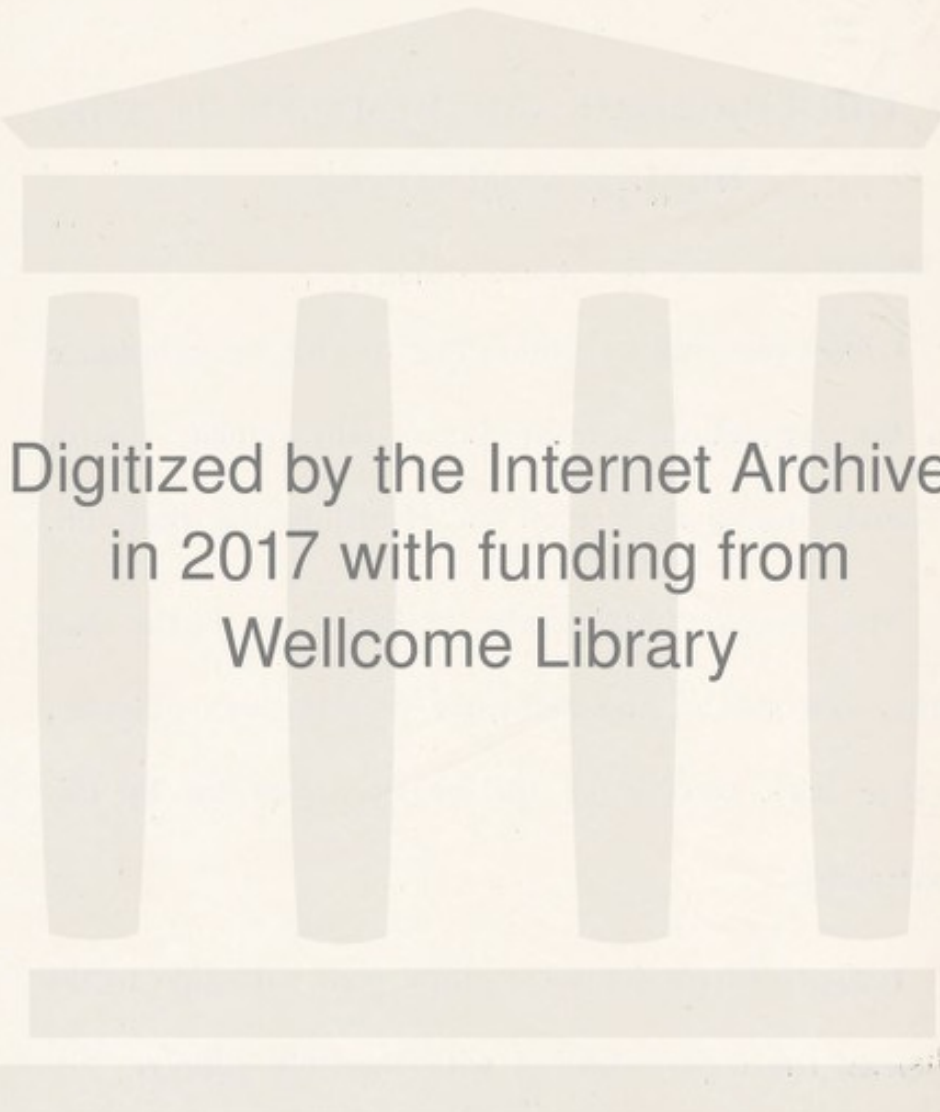 Digitized by the Internet Archive
in 2017 with funding from
Wellcome Library